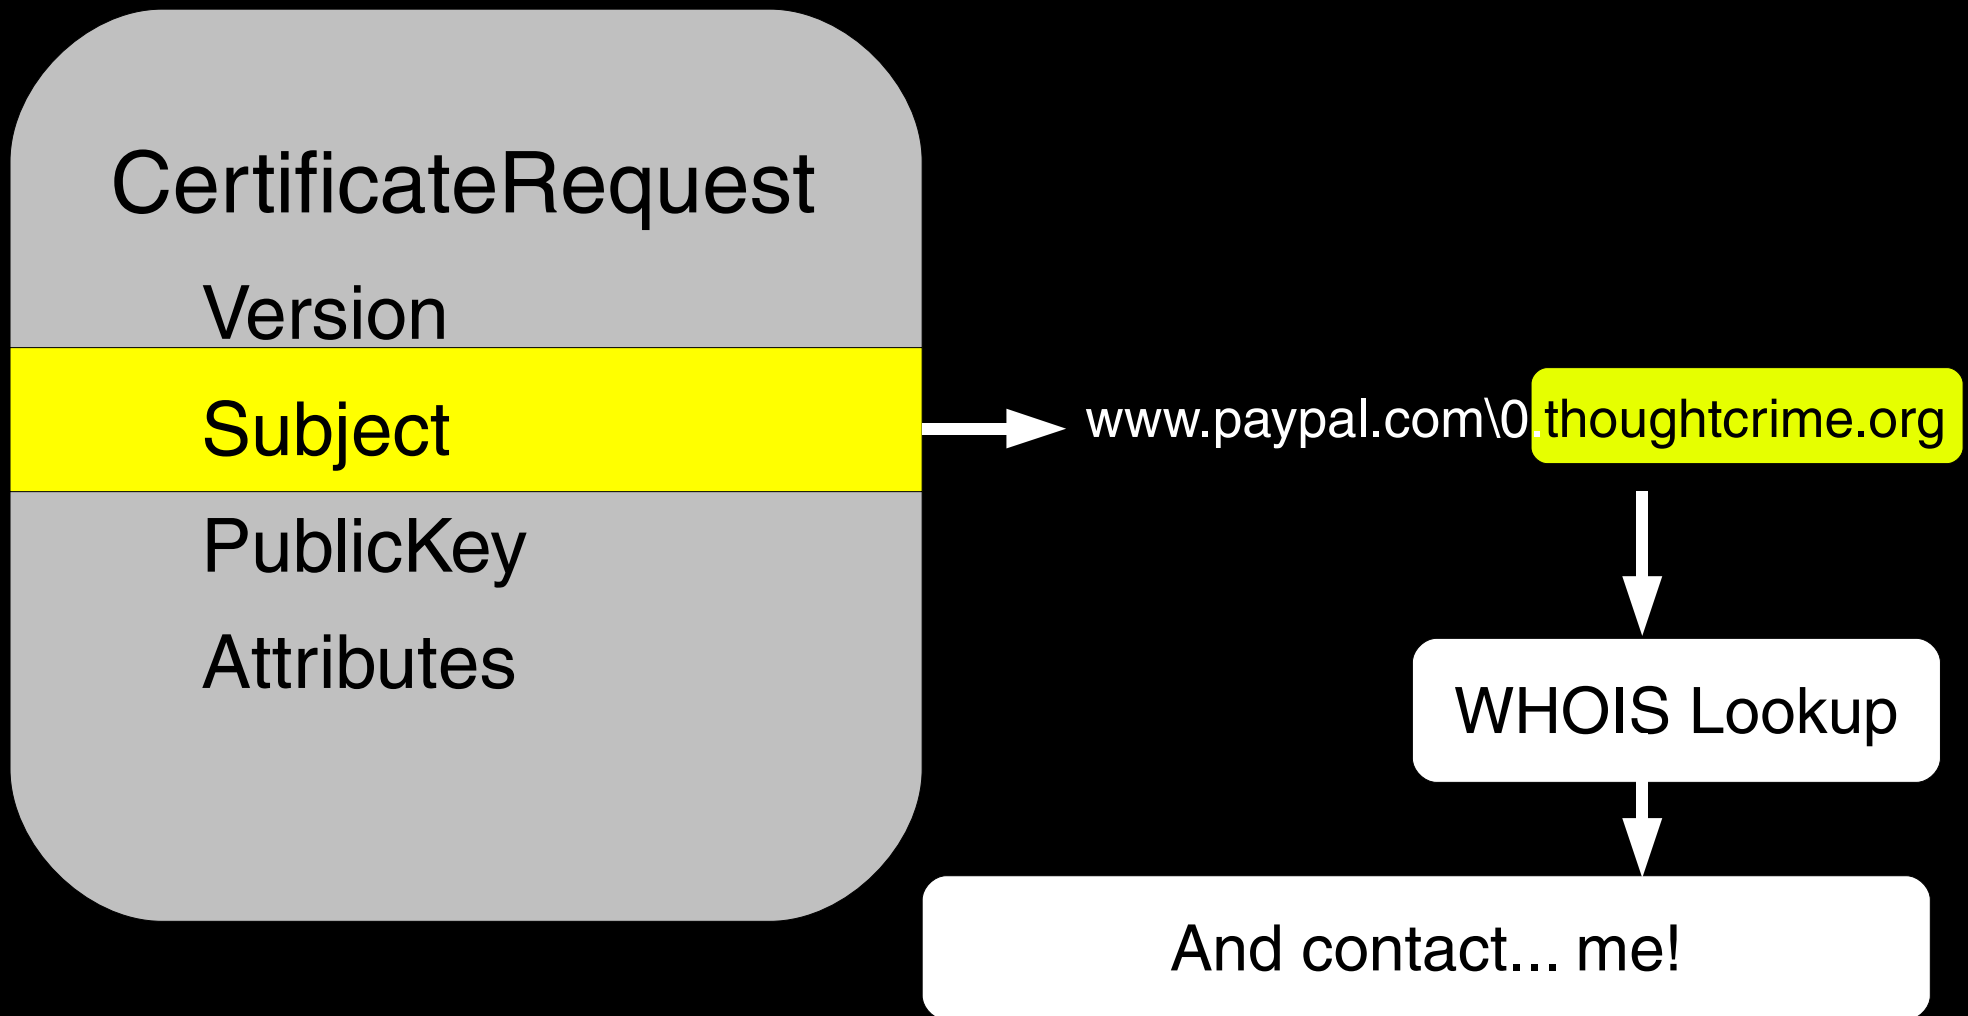 CertificateRequest
Version
Subject
PublicKey
Attributes
www.paypal.com\0.thoughtcrime.org
WHOIS Lookup
And contact... me!